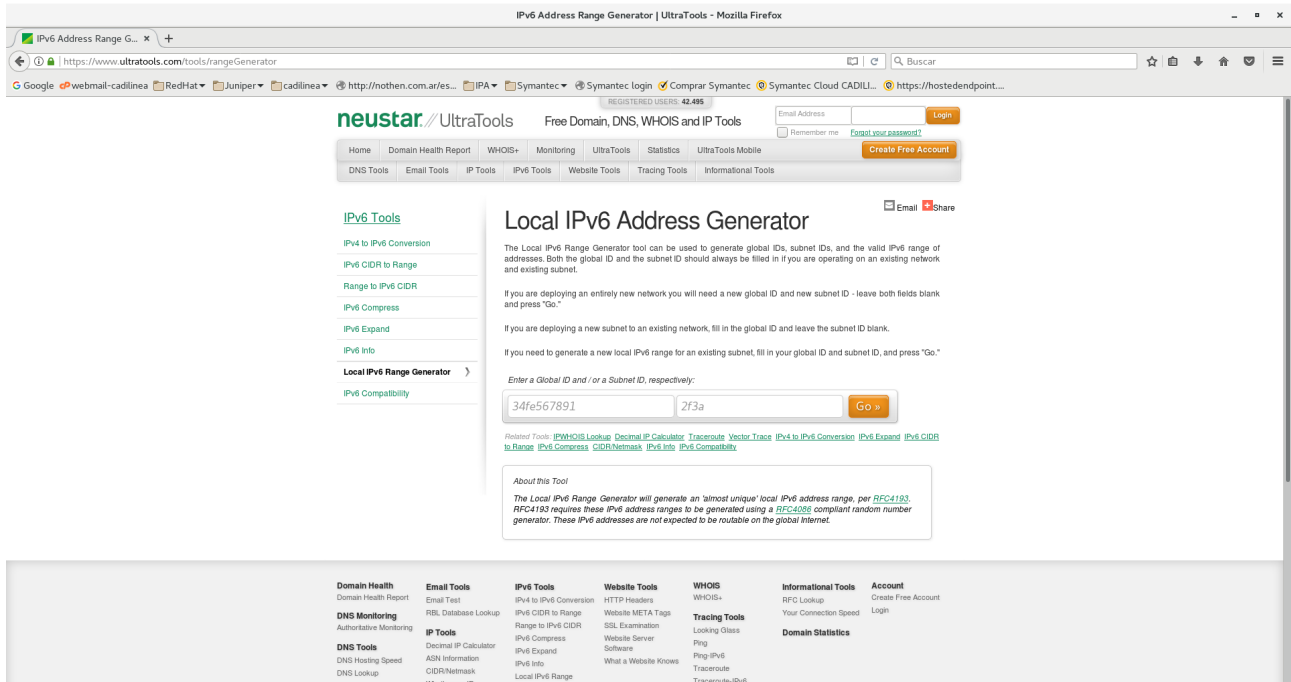 IPv6 Address Range Generator | UltraTools - Mozilla Firefox
IPv6 Address Range G...
https://www.ultratools.com/tools/rangeGenerator
Buscar
Google webmail-cadilinea RedHat Juniper cadilinea http://nothen.com.ar/es... IPA Symantec Symantec login Comprar Symantec Symantec Cloud CADILI... https://hostedendpoint....
REGISTERED USERS: 42.495
neustar // UltraTools
Free Domain, DNS, WHOIS and IP Tools
Email Address
Login
Remember me
Forgot your password?
Home Domain Health Report WHOIS+ Monitoring UltraTools Statistics UltraTools Mobile
Create Free Account
DNS Tools Email Tools IP Tools IPv6 Tools Website Tools Tracing Tools Informational Tools
IPv6 Tools
IPv4 to IPv6 Conversion
IPv6 CIDR to Range
Range to IPv6 CIDR
IPv6 Compress
IPv6 Expand
IPv6 Info
Local IPv6 Range Generator
IPv6 Compatibility
Email Share
Local IPv6 Address Generator
The Local IPv6 Range Generator tool can be used to generate global IDs, subnet IDs, and the valid IPv6 range of
addresses. Both the global ID and the subnet ID should always be filled in if you are operating on an existing network
and existing subnet.
If you are deploying an entirely new network you will need a new global ID and new subnet ID - leave both fields blank
and press "Go."
If you are deploying a new subnet to an existing network, fill in the global ID and leave the subnet ID blank.
If you need to generate a new local IPv6 range for an existing subnet, fill in your global ID and subnet ID, and press "Go."
Enter a Global ID and / or a Subnet ID, respectively:
34fe567891
2f3a
Go »
Related Tools: IPWHOIS Lookup Decimal IP Calculator Traceroute Vector Trace IPv4 to IPv6 Conversion IPv6 Expand IPv6 CIDR
to Range IPv6 Compress CIDR/Netmask IPv6 Info IPv6 Compatibility
About this Tool
The Local IPv6 Range Generator will generate an 'almost unique' local IPv6 address range, per RFC4193.
RFC4193 requires these IPv6 address ranges to be generated using a RFC4086 compliant random number
generator. These IPv6 addresses are not expected to be routable on the global Internet.
Domain Health
Domain Health Report
DNS Monitoring
Authoritative Monitoring
DNS Tools
DNS Hosting Speed
DNS Lookup
Email Tools
Email Test
RBL Database Lookup
IP Tools
Decimal IP Calculator
ASN Information
CIDR/Netmask
IPv6 Tools
IPv4 to IPv6 Conversion
IPv6 CIDR to Range
Range to IPv6 CIDR
IPv6 Compress
IPv6 Expand
IPv6 Info
Local IPv6 Range
Website Tools
HTTP Headers
Website META Tags
SSL Examination
Website Server
Software
What a Website Knows
WHOIS
WHOIS+
Tracing Tools
Looking Glass
Ping
Ping-IPv6
Traceroute
Traceroute-IPv6
Informational Tools
RFC Lookup
Your Connection Speed
Domain Statistics
Account
Create Free Account
Login